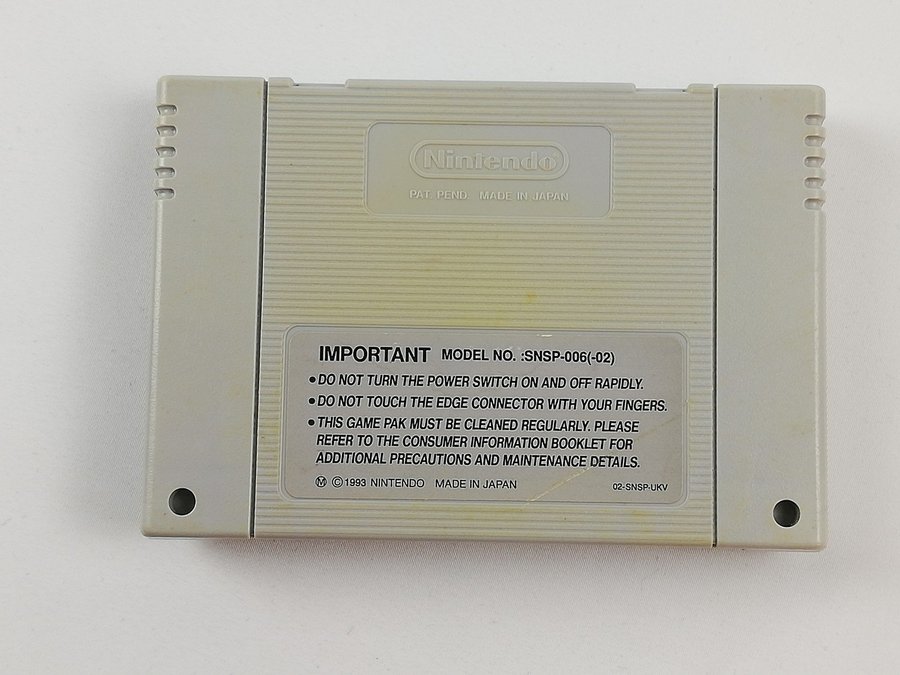 Nintendo
PAT. PEND. MADE IN JAPAN
IMPORTANT MODEL NO. :SNSP-006(-02)
●DO NOT TURN THE POWER SWITCH ON AND OFF RAPIDLY.
●DO NOT TOUCH THE EDGE CONNECTOR WITH YOUR FINGERS.
●THIS GAME PAK MUST BE CLEANED REGULARLY. PLEASE
REFER TO THE CONSUMER INFORMATION BOOKLET FOR
ADDITIONAL PRECAUTIONS AND MAINTENANCE DETAILS.
Ⓜ ©1993 NINTENDO MADE IN JAPAN 02-SNSP-UKV